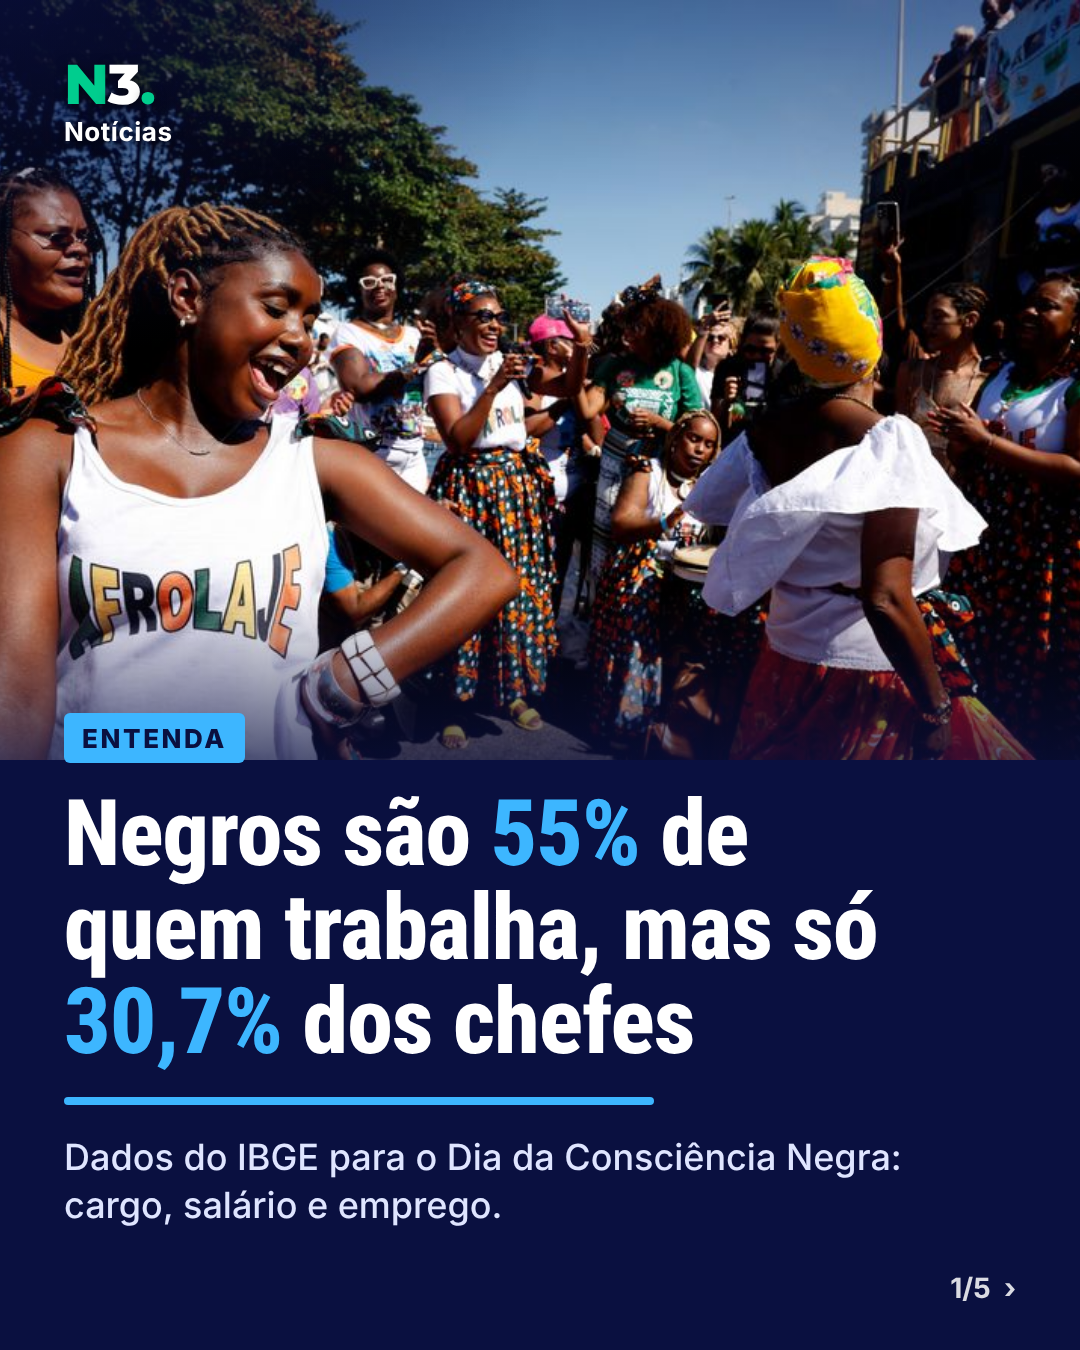 N3.
Notícias
AFROLAJE
AFROLAJE
ENTENDA
Negros são 55% de
quem trabalha, mas só
30,7% dos chefes
Dados do IBGE para o Dia da Consciência Negra:
cargo, salário e emprego.
1/5 ›